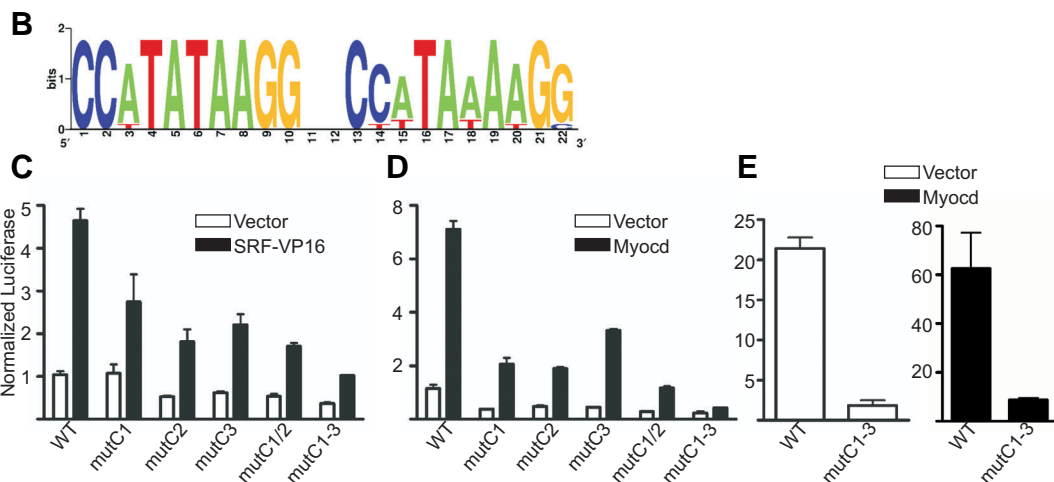 B
bits
2
1
0
CCATATAAGG CCATAAAAGG
1 2 3 4 5 6 7 8 9 10 11 12 13 14 15 16 17 18 19 20 21 22
5′ 3′
C
Normalized Luciferase
5
4
3
2
1
Vector
SRF-VP16
WT mutC1 mutC2 mutC3 mutC1/2 mutC1-3
D
8
6
4
2
Vector
Myocd
WT mutC1 mutC2 mutC3 mutC1/2 mutC1-3
E
Vector
Myocd
25
20
15
10
5
WT mutC1-3
80
60
40
20
WT mutC1-3